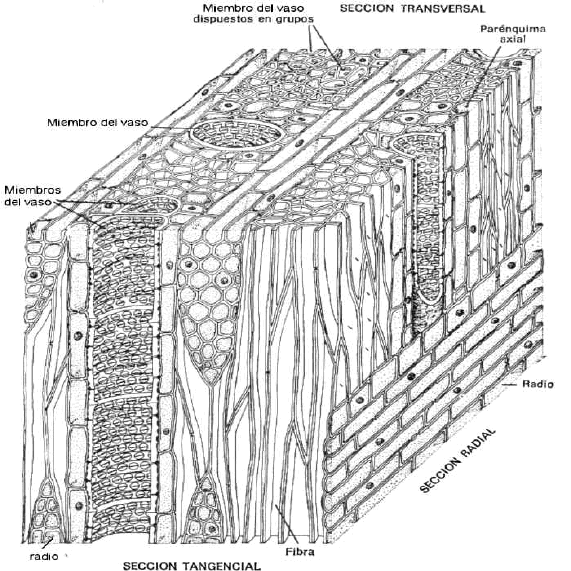 Miembro del vaso
dispuestos en grupos
SECCION TRANSVERSAL
Parénquima
axial
Miembro del vaso
Miembros
del vaso
Radio
SECCION RADIAL
radio
Fibra
SECCION TANGENCIAL